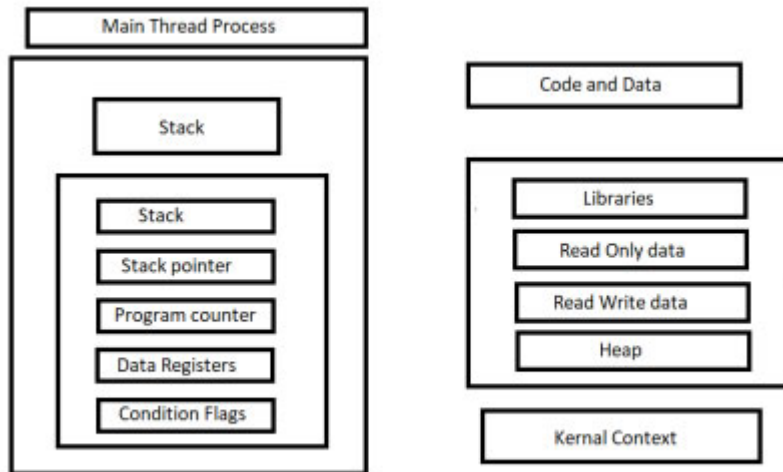 Main Thread Process
Stack
Stack
Stack pointer
Program counter
Data Registers
Condition Flags
Code and Data
Libraries
Read Only data
Read Write data
Heap
Kernal Context